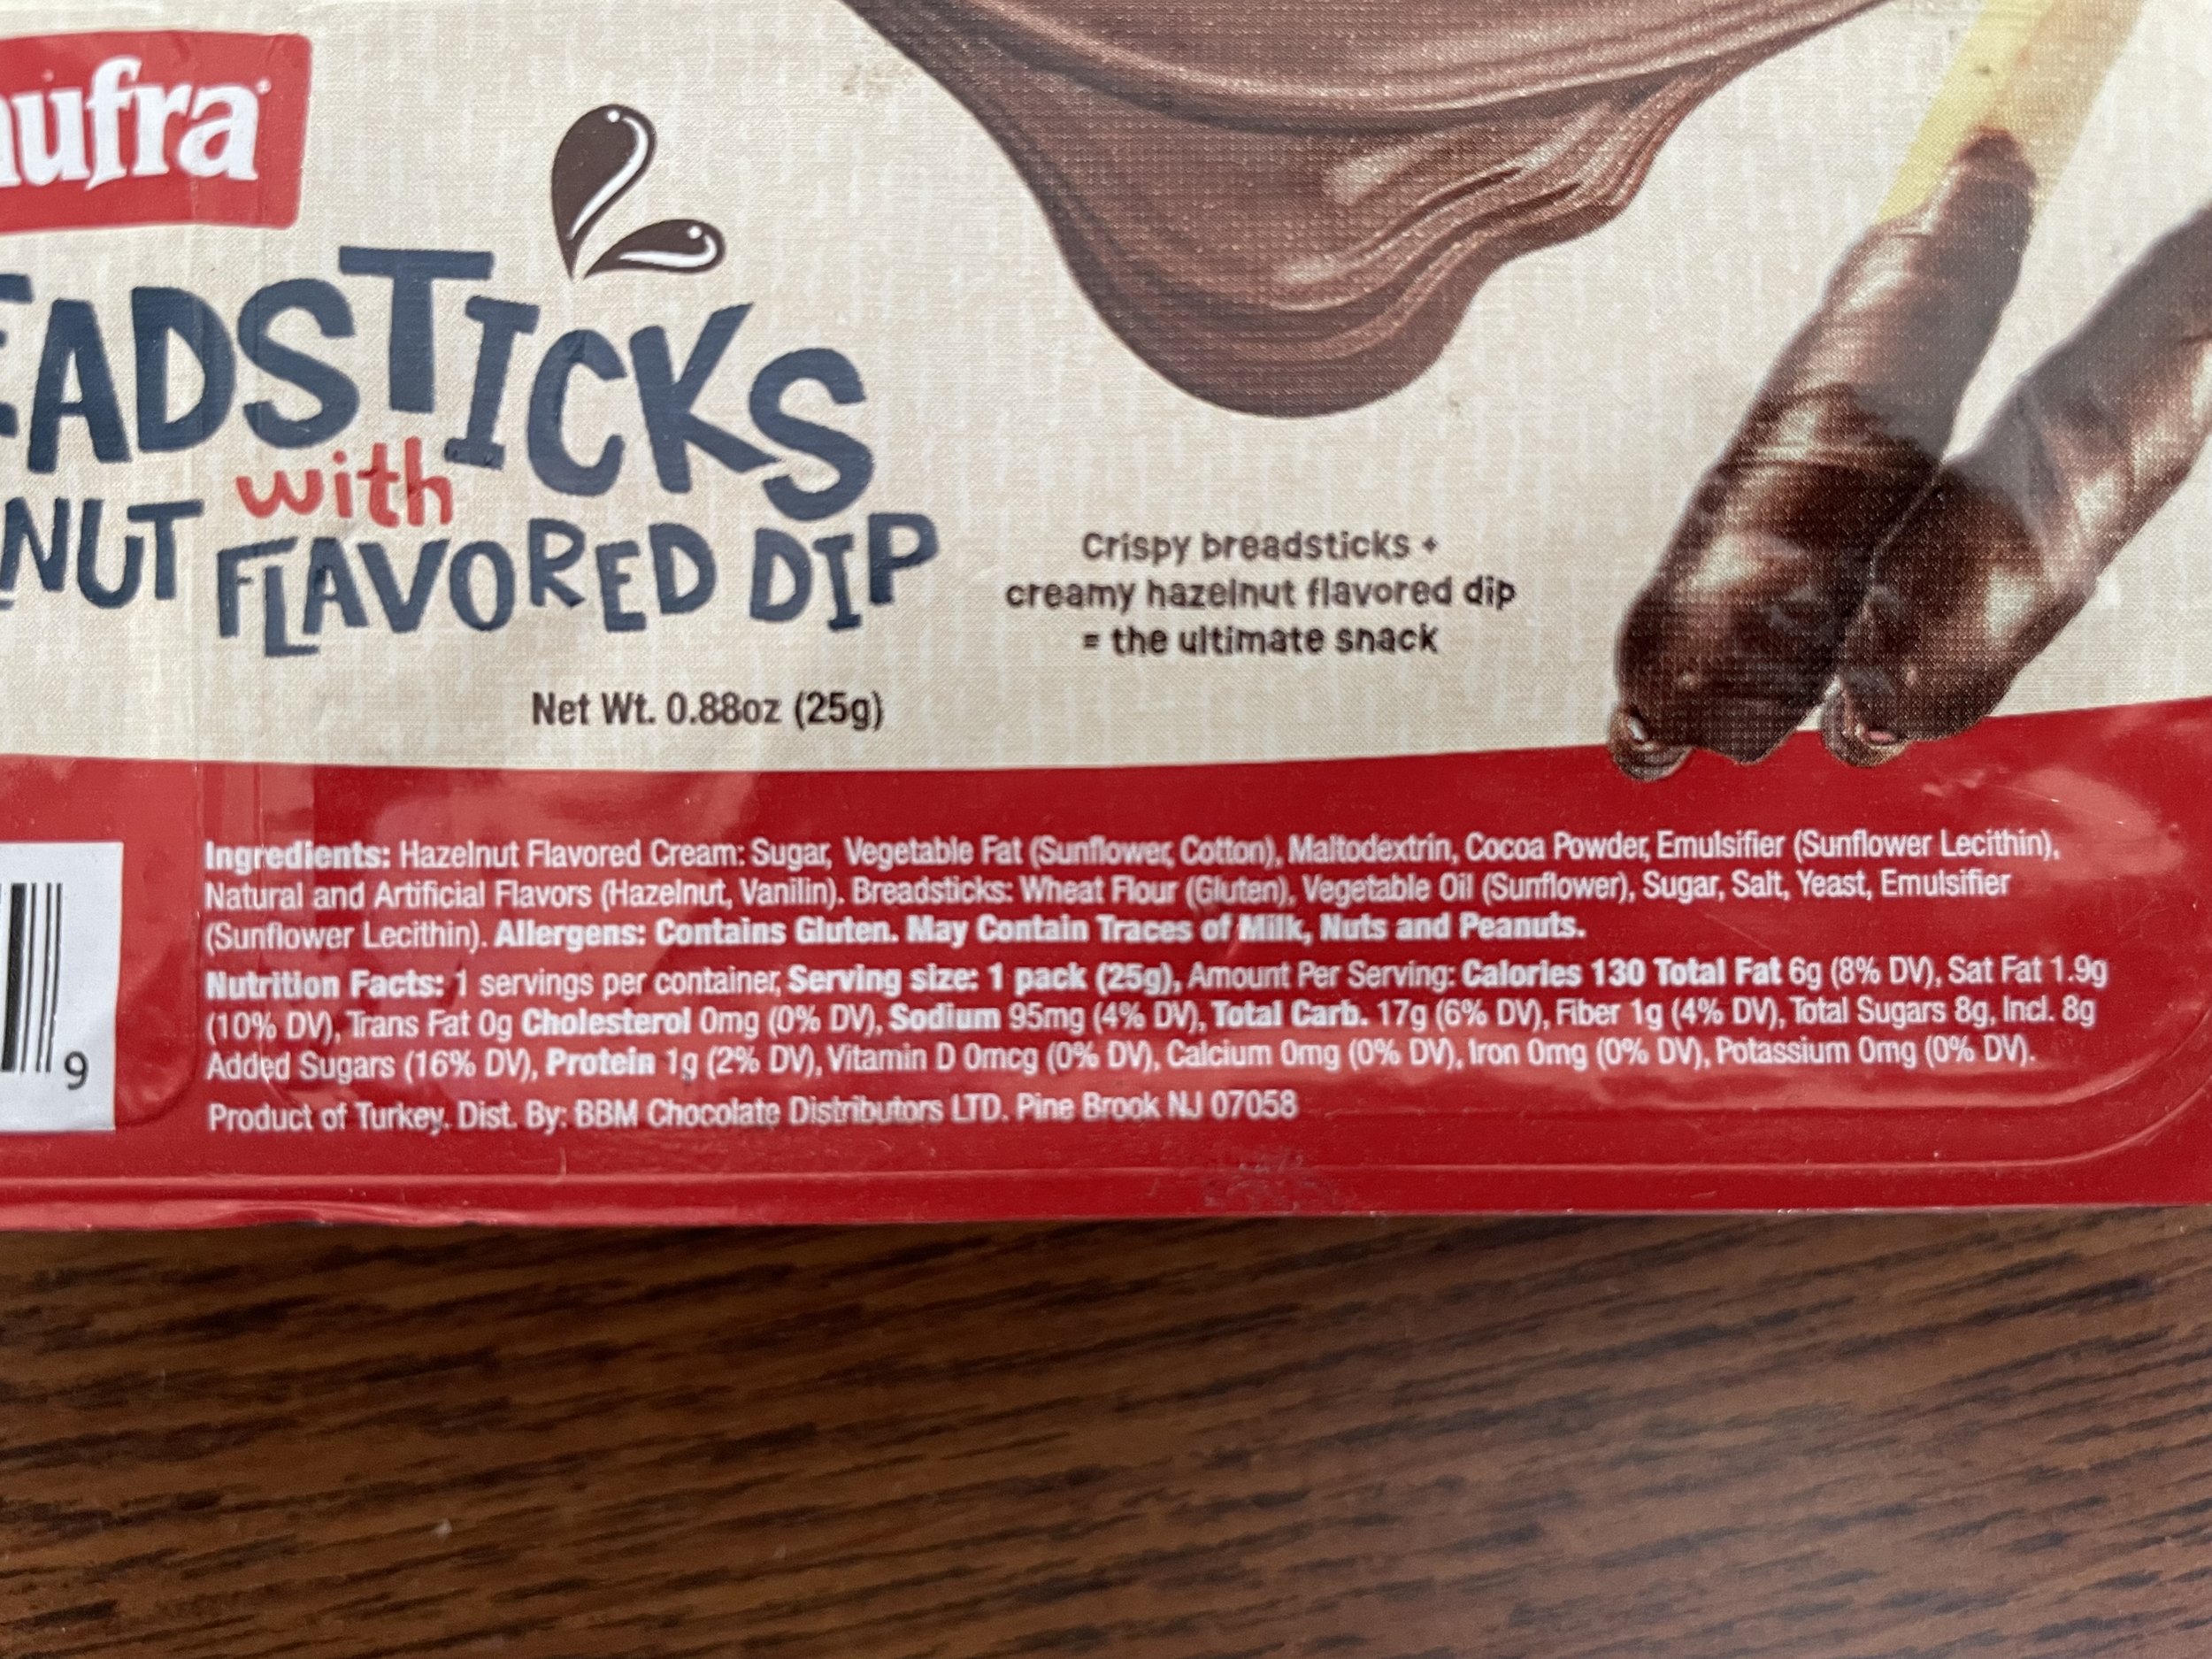 ufra
EADSTICKS
with
NUT FLAVORED DIP
Crispy breadsticks +
creamy hazelnut flavored dip
= the ultimate snack
Net Wt. 0.88oz (25g)
Ingredients: Hazelnut Flavored Cream: Sugar, Vegetable Fat (Sunflower, Cotton), Maltodextrin, Cocoa Powder, Emulsifier (Sunflower Lecithin),
Natural and Artificial Flavors (Hazelnut, Vanilin). Breadsticks: Wheat Flour (Gluten), Vegetable Oil (Sunflower), Sugar, Salt, Yeast, Emulsifier
(Sunflower Lecithin). Allergens: Contains Gluten. May Contain Traces of Milk, Nuts and Peanuts.
Nutrition Facts: 1 servings per container, Serving size: 1 pack (25g), Amount Per Serving: Calories 130 Total Fat 6g (8% DV), Sat Fat 1.9g
(10% DV), Trans Fat 0g Cholesterol 0mg (0% DV), Sodium 95mg (4% DV), Total Carb. 17g (6% DV), Fiber 1g (4% DV), Total Sugars 8g, Incl. 8g
Added Sugars (16% DV), Protein 1g (2% DV), Vitamin D 0mcg (0% DV), Calcium 0mg (0% DV), Iron 0mg (0% DV), Potassium 0mg (0% DV).
Product of Turkey. Dist. By: BBM Chocolate Distributors LTD. Pine Brook NJ 07058
9